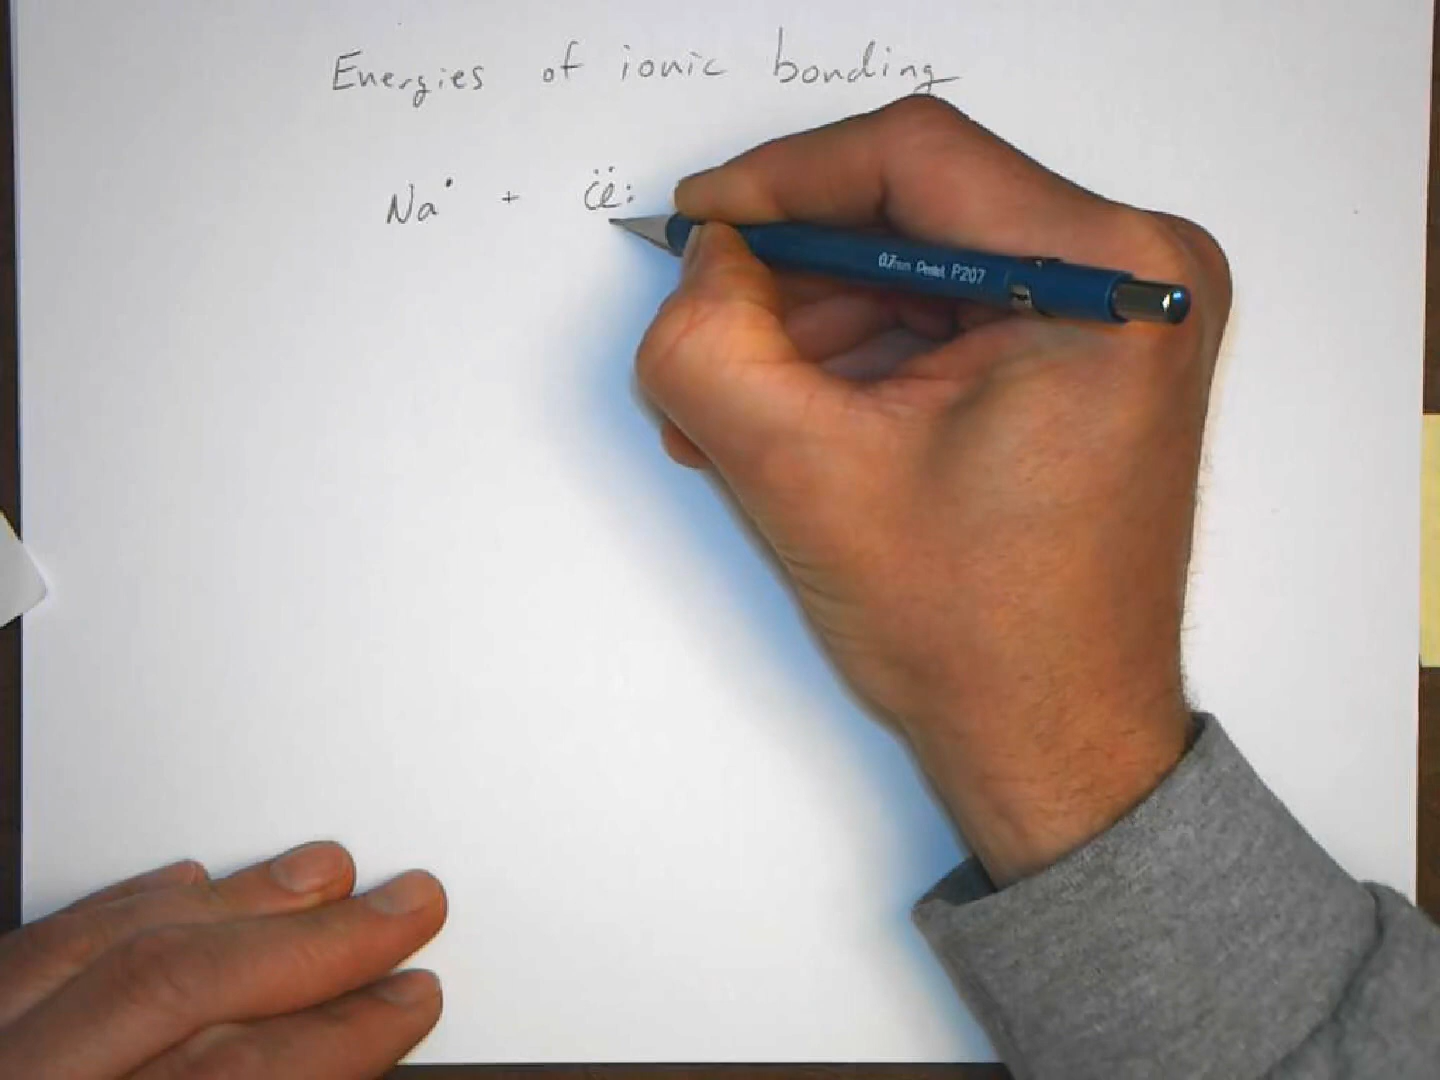 Energies of ionic bonding
Na· + C̈l:
0.7mm Pentel P207